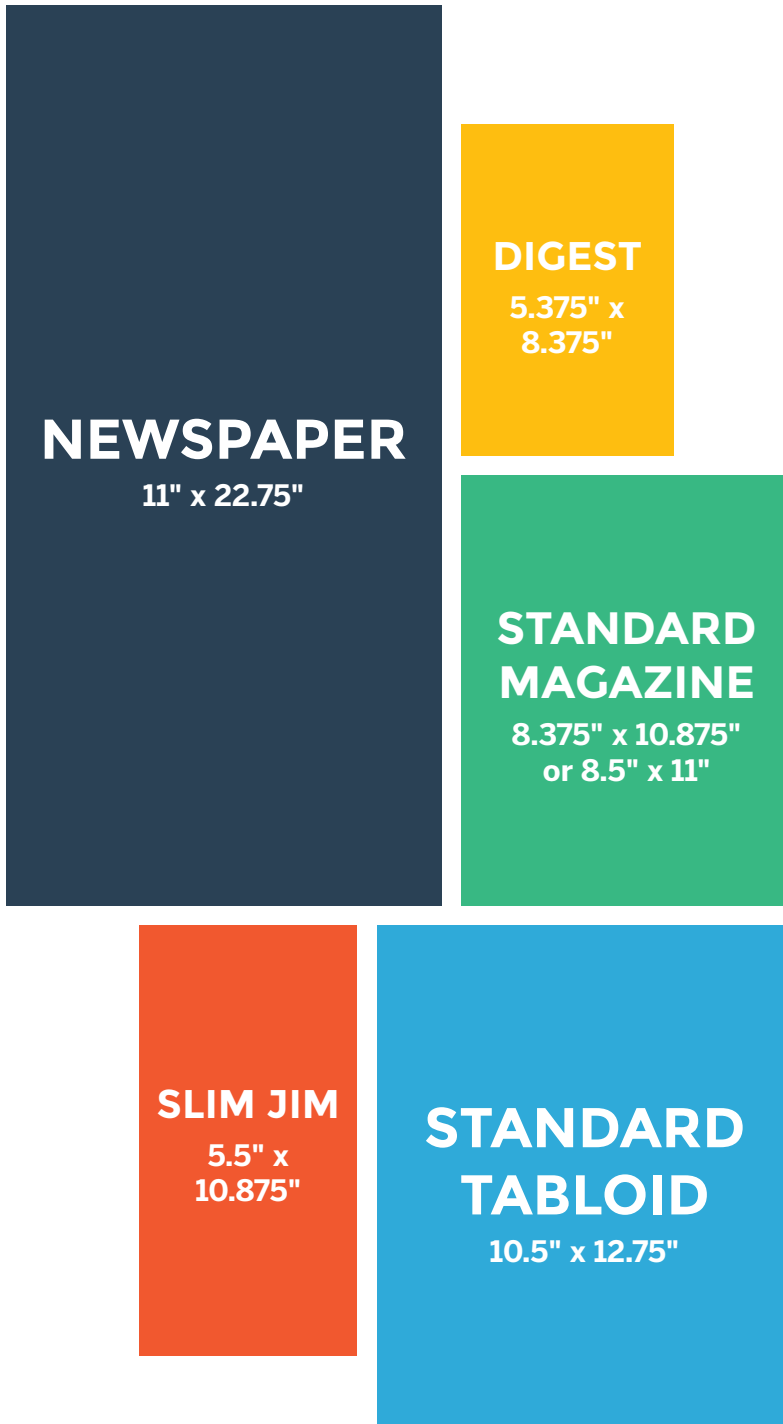 NEWSPAPER
11" x 22.75"
DIGEST
5.375" x
8.375"
STANDARD
MAGAZINE
8.375" x 10.875"
or 8.5" x 11"
SLIM JIM
5.5" x
10.875"
STANDARD
TABLOID
10.5" x 12.75"